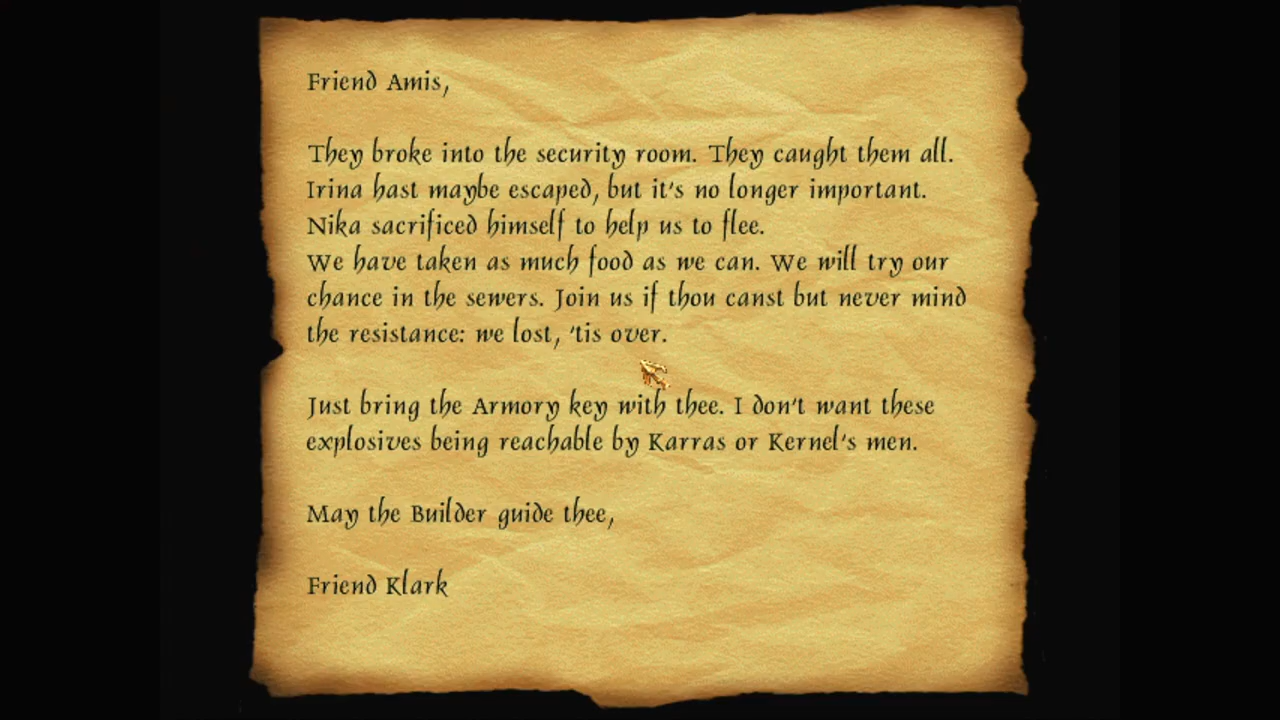 Friend Amis,
They broke into the security room. They caught them all.
Irina hast maybe escaped, but it's no longer important.
Nika sacrificed himself to help us to flee.
We have taken as much food as we can. We will try our
chance in the sewers. Join us if thou canst but never mind
the resistance: we lost, 'tis over.
Just bring the Armory key with thee. I don't want these
explosives being reachable by Karras or Kernel's men.
May the Builder guide thee,
Friend Klark